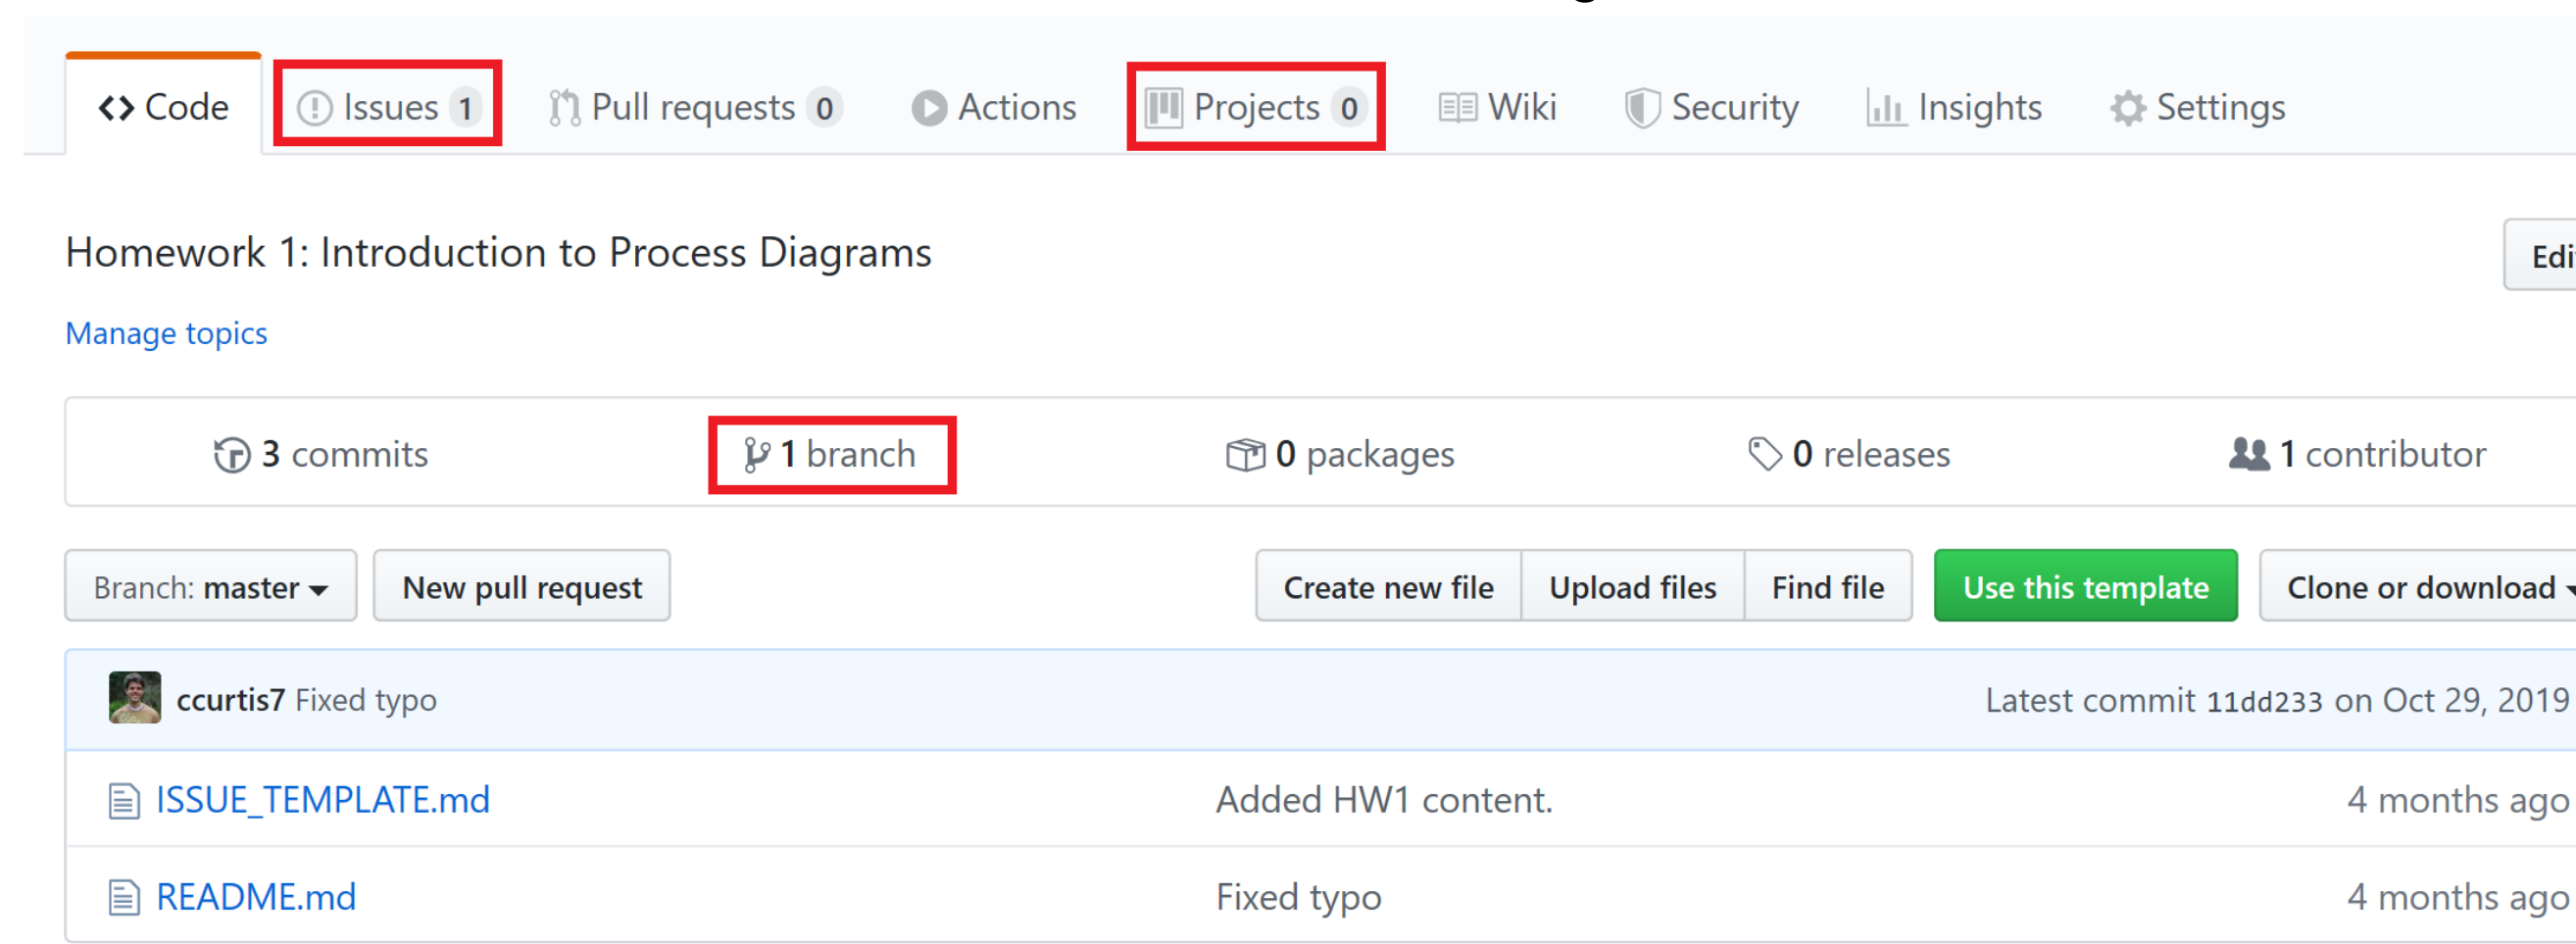 Code Issues 1 Pull requests 0 Actions Projects 0 Wiki Security Insights Settings
Homework 1: Introduction to Process Diagrams
Manage topics
3 commits 1 branch 0 packages 0 releases 1 contributor
Branch: master New pull request Create new file Upload files Find file Use this template Clone or download
ccurtis7 Fixed typo Latest commit 11dd233 on Oct 29, 2019
ISSUE_TEMPLATE.md Added HW1 content. 4 months ago
README.md Fixed typo 4 months ago